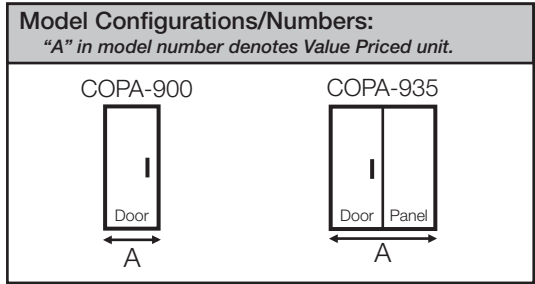 Model Configurations/Numbers:
“A” in model number denotes Value Priced unit.
COPA-900
COPA-935
Door
Door
Panel
A
A